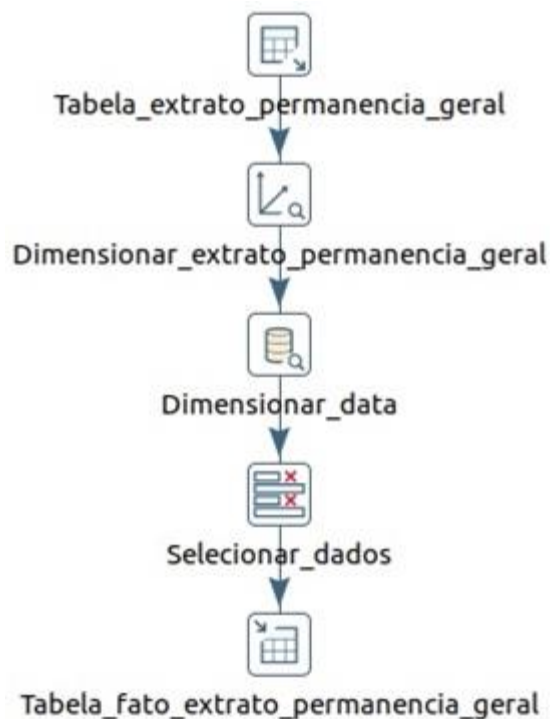 Tabela_extrato_permanencia_geral
Dimensionar_extrato_permanencia_geral
Dimensionar_data
Selecionar_dados
Tabela_fato_extrato_permanencia_geral